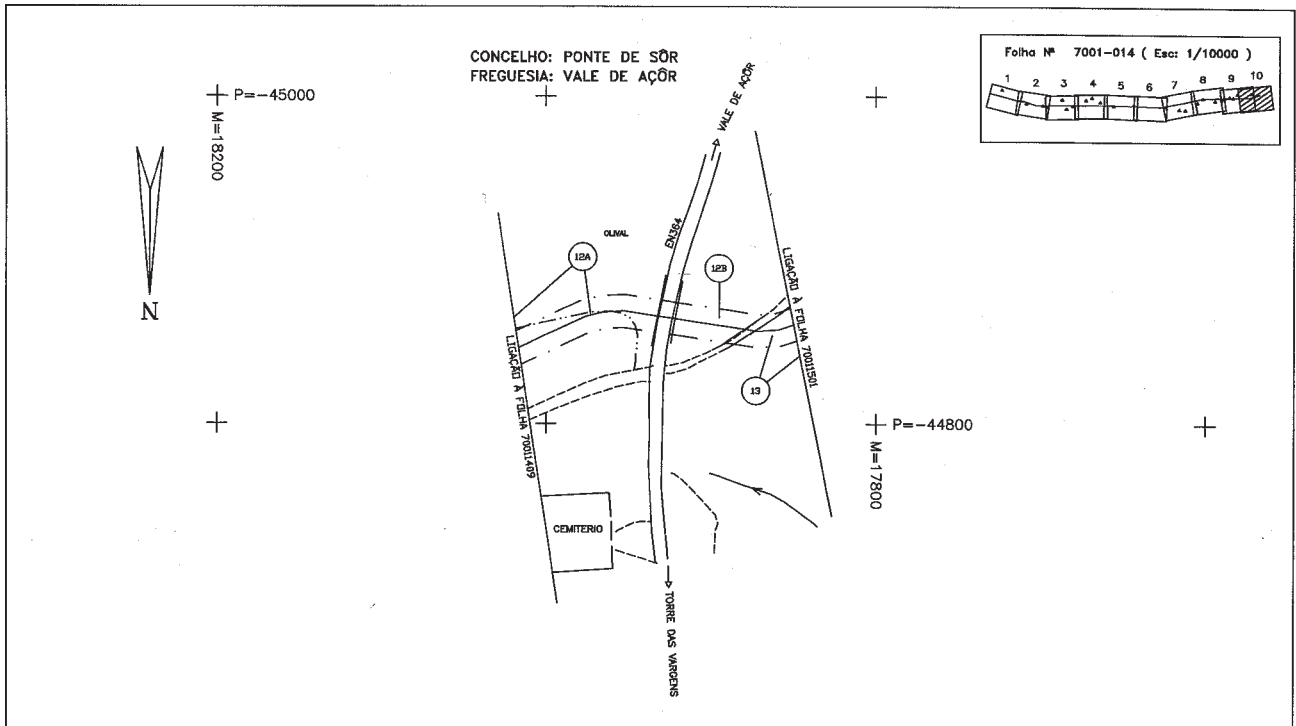 CONCELHO: PONTE DE SÔR
FREGUESIA: VALE DE AÇÔR
Folha Nº 7001-014 ( Esc: 1/10000 )
1 2 3 4 5 6 7 8 9 10
P=-45000
M=18200
N
VALE DE AÇÔR
EN364
OLIVAL
12A
12B
13
LIGAÇÃO À FOLHA 70011409
LIGAÇÃO À FOLHA 70011501
P=-44800
M=17800
CEMITERIO
TORRE DAS VARGENS